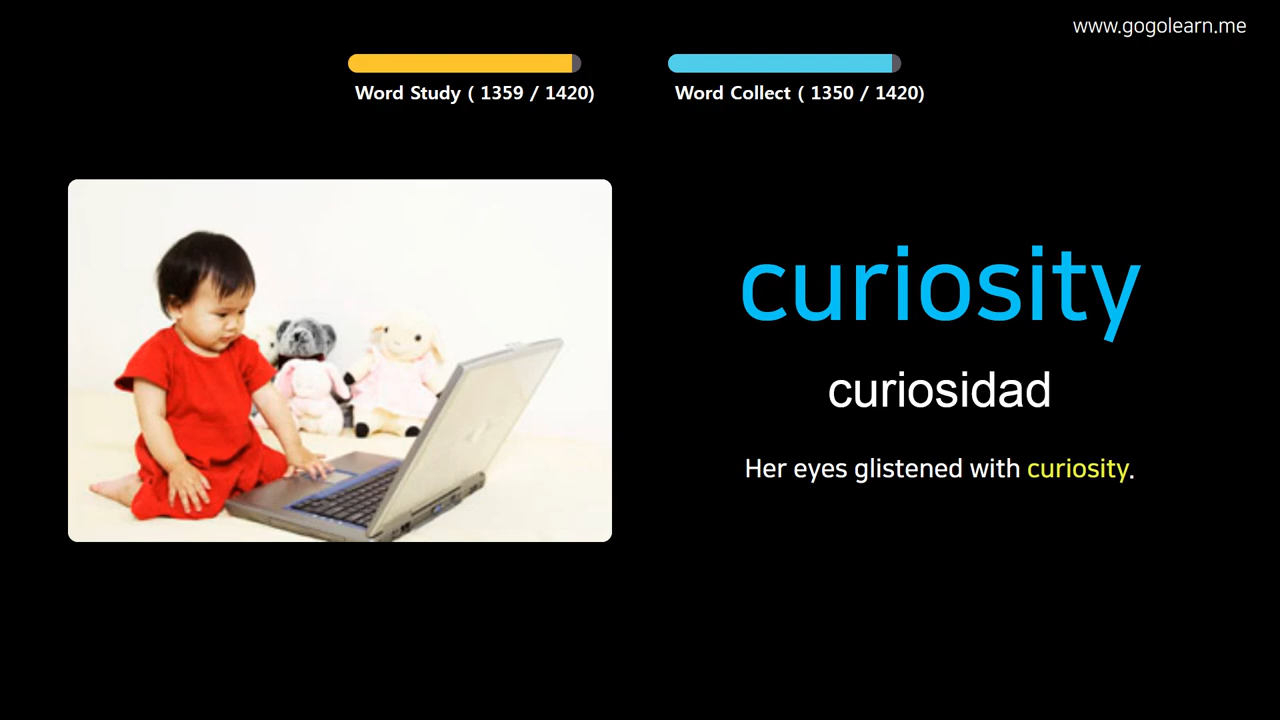 www.gogolearn.me
Word Study ( 1359 / 1420)
Word Collect ( 1350 / 1420)
curiosity
curiosidad
Her eyes glistened with curiosity.